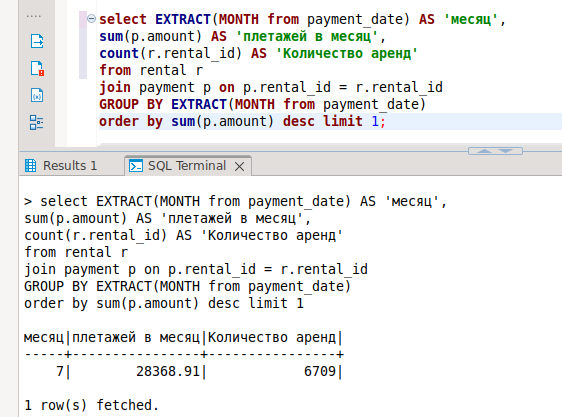 select EXTRACT(MONTH from payment_date) AS 'месяц',
sum(p.amount) AS 'плетажей в месяц',
count(r.rental_id) AS 'Количество аренд'
from rental r
join payment p on p.rental_id = r.rental_id
GROUP BY EXTRACT(MONTH from payment_date)
order by sum(p.amount) desc limit 1;
Results 1 SQL Terminal
> select EXTRACT(MONTH from payment_date) AS 'месяц',
sum(p.amount) AS 'плетажей в месяц',
count(r.rental_id) AS 'Количество аренд'
from rental r
join payment p on p.rental_id = r.rental_id
GROUP BY EXTRACT(MONTH from payment_date)
order by sum(p.amount) desc limit 1
месяц|плетажей в месяц|Количество аренд|
-----+----------------+----------------+
7| 28368.91| 6709|
1 row(s) fetched.